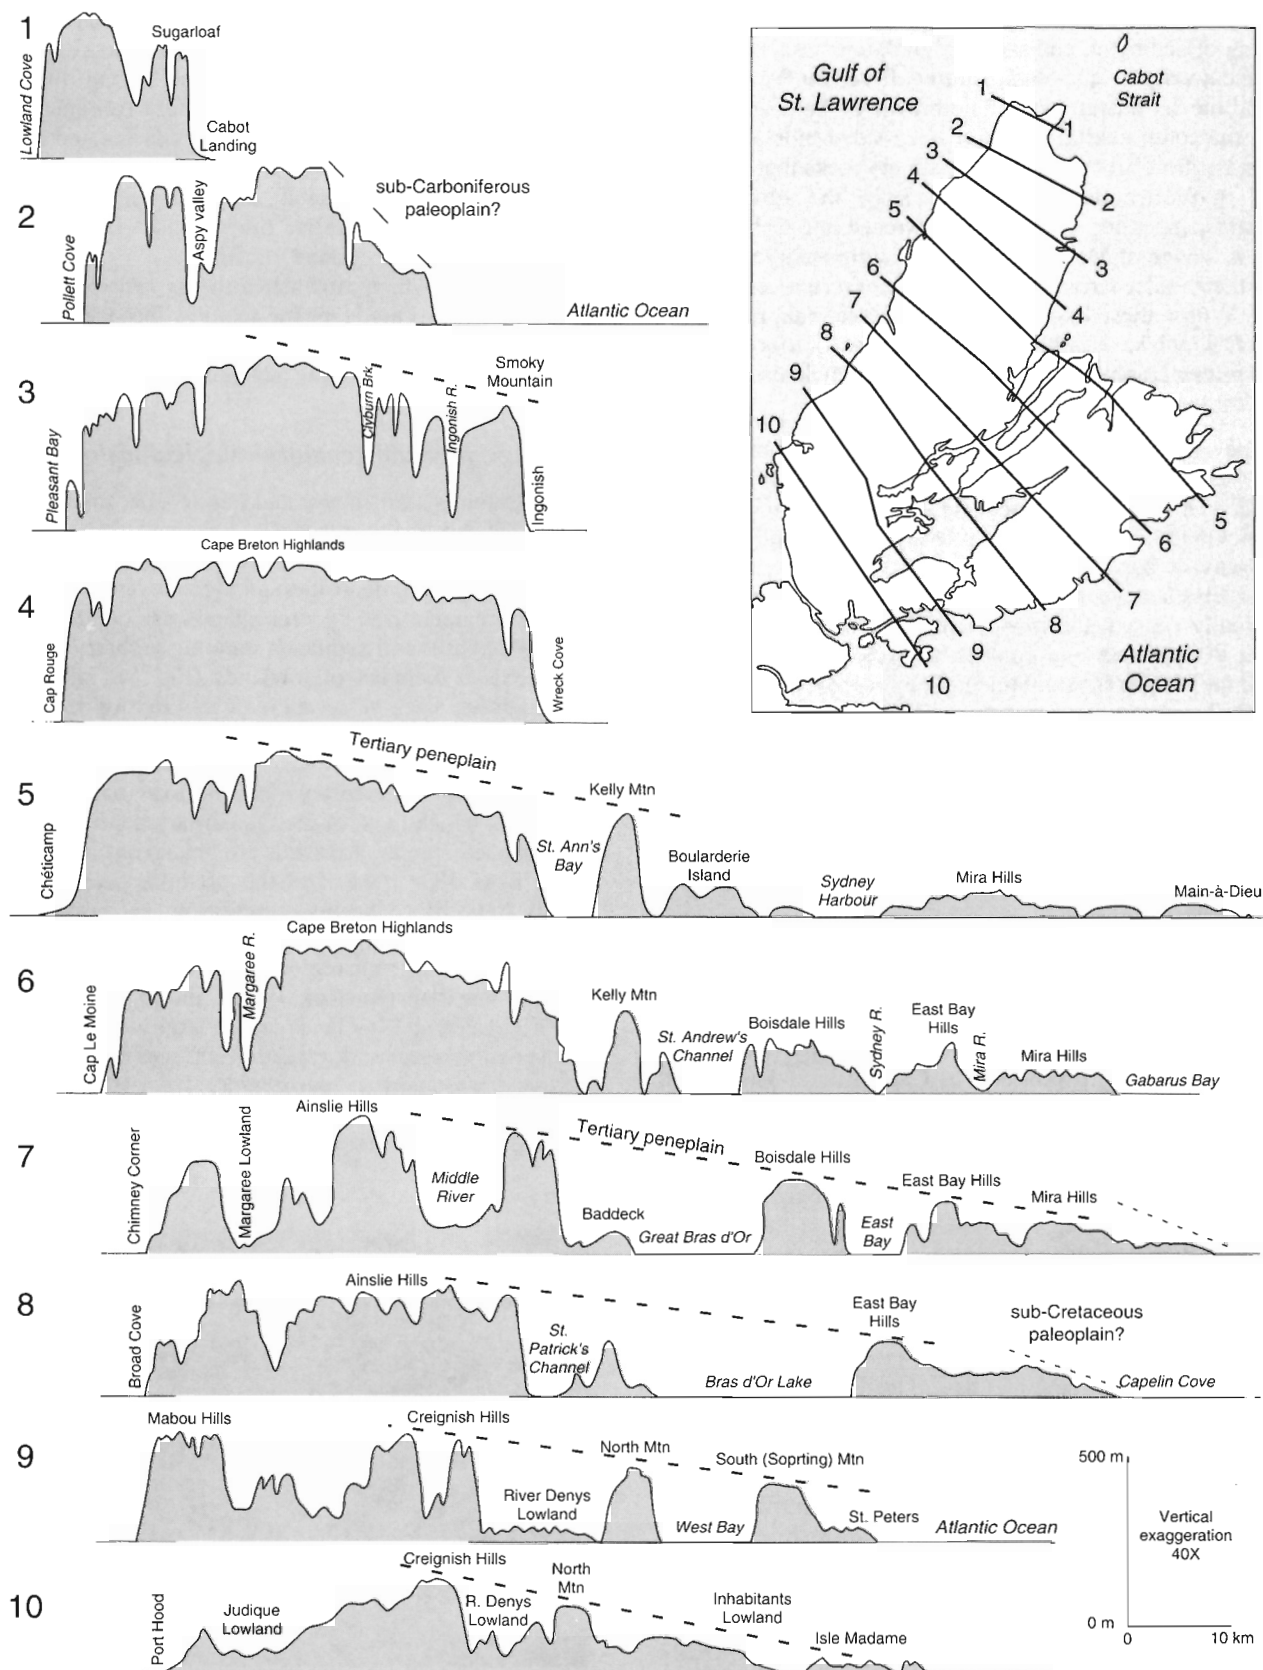 1
Lowland Cove
Sugarloaf
Cabot
Landing
2
Pollett Cove
Aspy valley
sub-Carboniferous
paleoplain?
Atlantic Ocean
3
Pleasant Bay
Clyburn Brk.
Ingonish R.
Smoky
Mountain
Ingonish
4
Cap Rouge
Cape Breton Highlands
Wreck Cove
5
Chéticamp
Tertiary peneplain
St. Ann's
Bay
Kelly Mtn
Boularderie
Island
Sydney
Harbour
Mira Hills
Main-à-Dieu
6
Cap Le Moine
Margaree R.
Cape Breton Highlands
Kelly Mtn
St. Andrew's
Channel
Boisdale Hills
Sydney R.
East Bay
Hills
Mira R.
Mira Hills
Gabarus Bay
7
Chimney Corner
Margaree Lowland
Ainslie Hills
Middle
River
Tertiary peneplain
Baddeck
Great Bras d'Or
Boisdale Hills
East
Bay
East Bay Hills
Mira Hills
8
Broad Cove
Ainslie Hills
St.
Patrick's
Channel
Bras d'Or Lake
East Bay
Hills
sub-Cretaceous
paleoplain?
Capelin Cove
9
Mabou Hills
Creignish Hills
River Denys
Lowland
North Mtn
West Bay
South (Soprting) Mtn
St. Peters
Atlantic Ocean
10
Port Hood
Judique
Lowland
Creignish Hills
R. Denys
Lowland
North
Mtn
Inhabitants
Lowland
Isle Madame
500 m
Vertical
exaggeration
40X
0 m
0
10 km
Gulf of
St. Lawrence
Cabot
Strait
1
1
2
2
3
3
4
4
5
5
6
6
7
7
8
8
9
9
10
10
Atlantic
Ocean